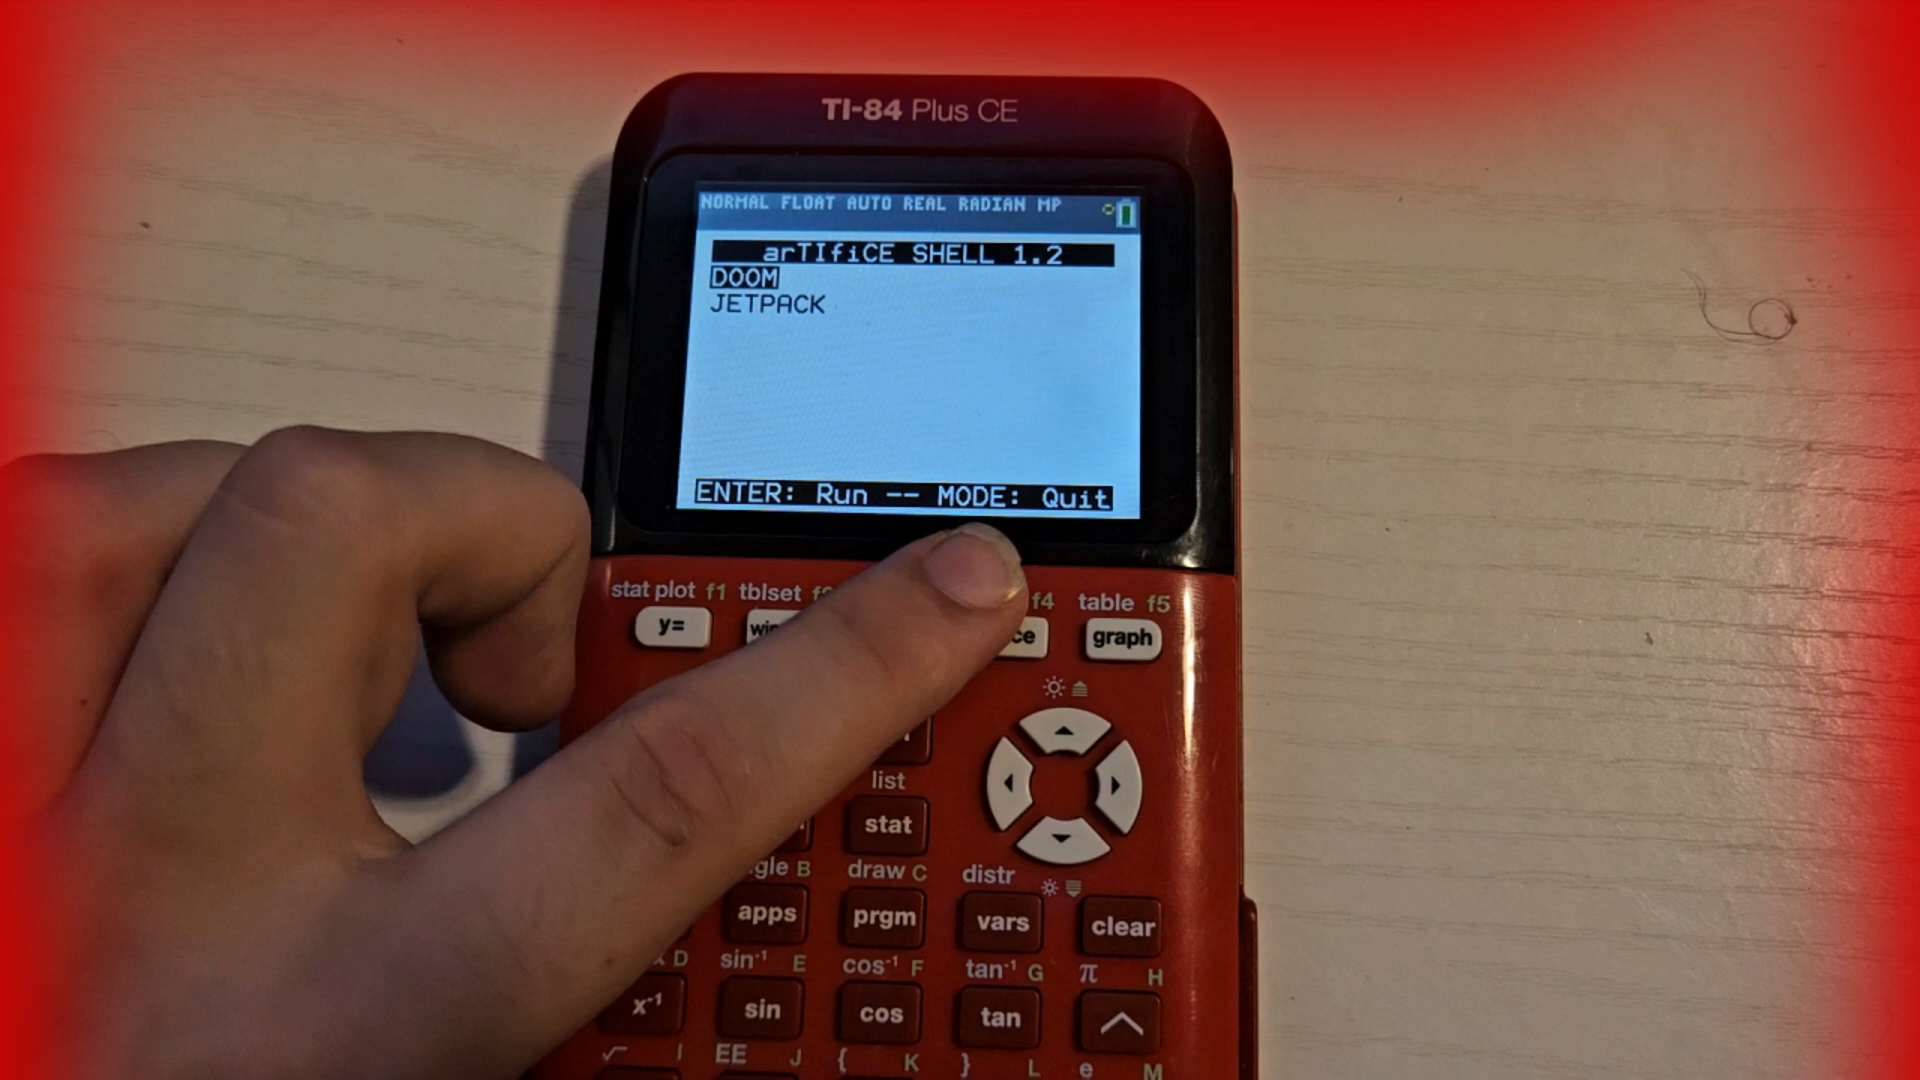 TI-84 Plus CE
NORMAL FLOAT AUTO REAL RADIAN MP
arTIfiCE SHELL 1.2
DOOM
JETPACK
ENTER: Run -- MODE: Quit
stat plot f1 tblset f4 table f5
y= graph
list
stat
B draw C distr
apps prgm vars clear
D sin-1 E cos-1 F tan-1 G π H
x-1 sin cos tan ^
√ I EE J { K } L e M